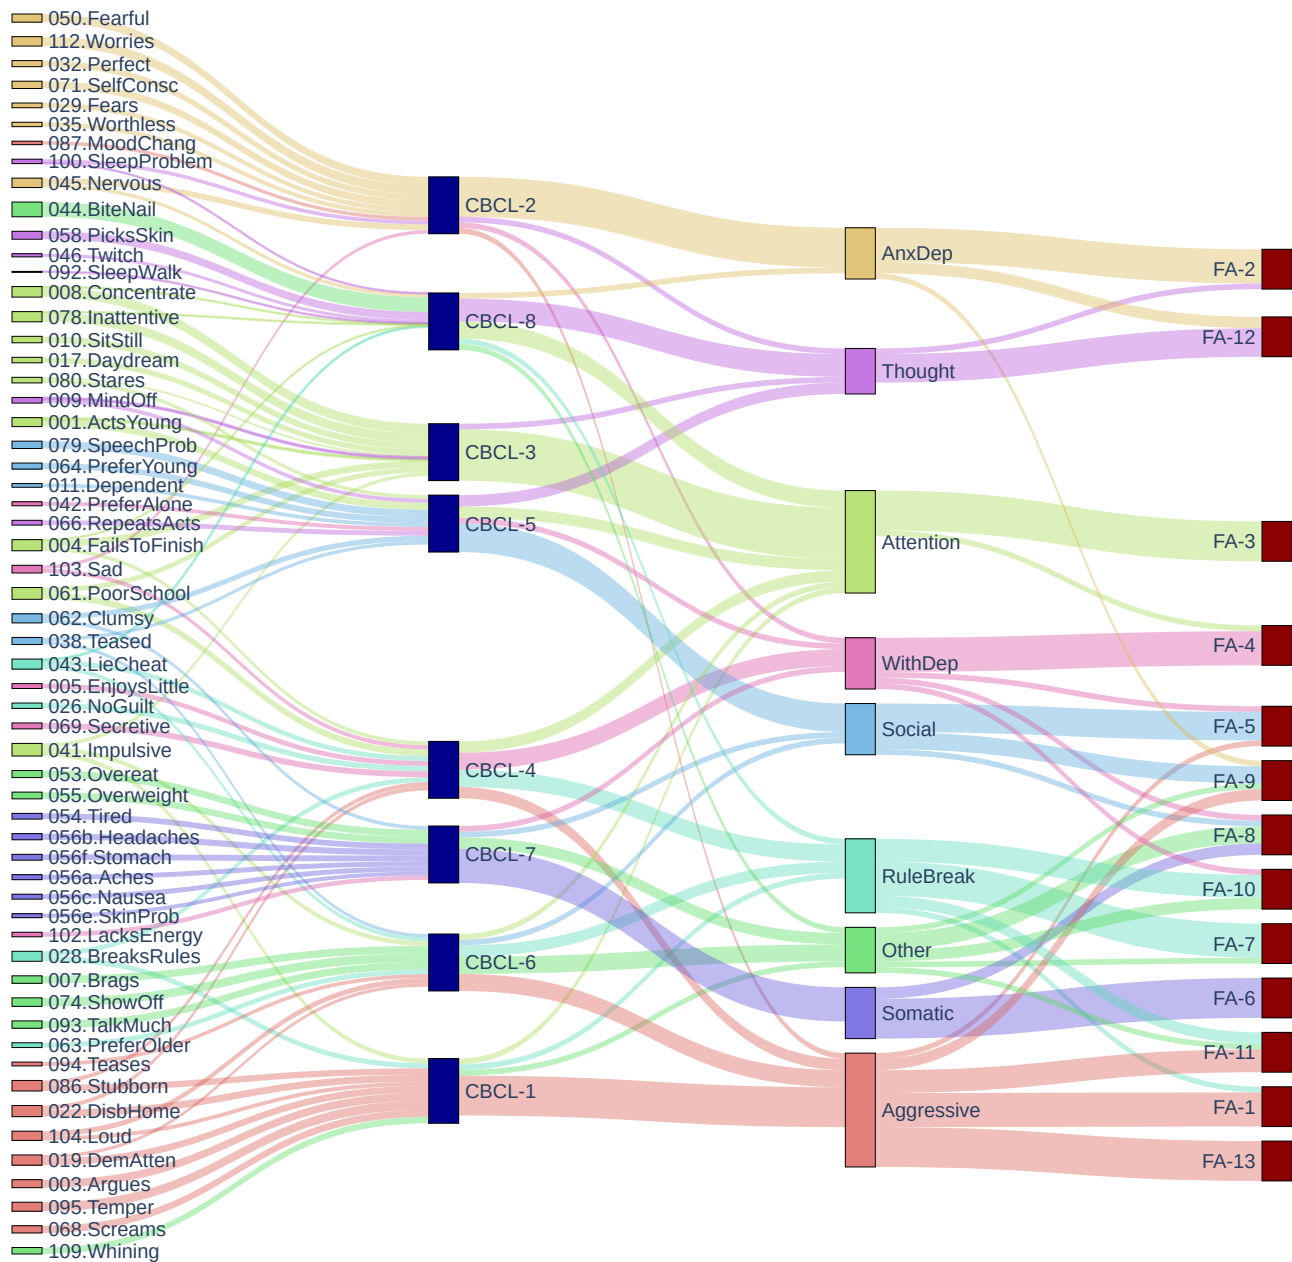 050.Fearful
112.Worries
032.Perfect
071.SelfConsc
029.Fears
035.Worthless
087.MoodChang
100.SleepProblem
045.Nervous
044.BiteNail
058.PicksSkin
046.Twitch
092.SleepWalk
008.Concentrate
078.Inattentive
010.SitStill
017.Daydream
080.Stares
009.MindOff
001.ActsYoung
079.SpeechProb
064.PreferYoung
011.Dependent
042.PreferAlone
066.RepeatsActs
004.FailsToFinish
103.Sad
061.PoorSchool
062.Clumsy
038.Teased
043.LieCheat
005.EnjoysLittle
026.NoGuilt
069.Secretive
041.Impulsive
053.Overeat
055.Overweight
054.Tired
056b.Headaches
056f.Stomach
056a.Aches
056c.Nausea
056e.SkinProb
102.LacksEnergy
028.BreaksRules
007.Brags
074.ShowOff
093.TalkMuch
063.PreferOlder
094.Teases
086.Stubborn
022.DisbHome
104.Loud
019.DemAtten
003.Argues
095.Temper
068.Screams
109.Whining
CBCL-2
CBCL-8
CBCL-3
CBCL-5
CBCL-4
CBCL-7
CBCL-6
CBCL-1
AnxDep
Thought
Attention
WithDep
Social
RuleBreak
Other
Somatic
Aggressive
FA-2
FA-12
FA-3
FA-4
FA-5
FA-9
FA-8
FA-10
FA-7
FA-6
FA-11
FA-1
FA-13